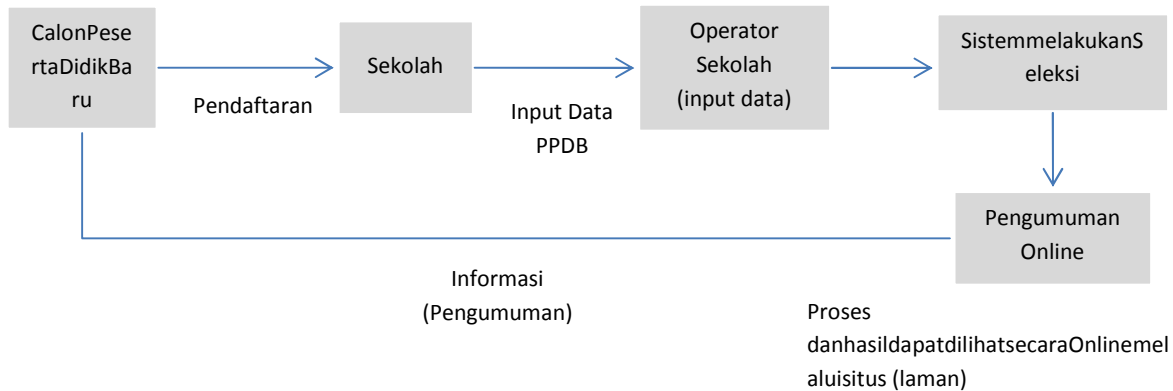 CalonPese
rtaDidikBa
ru
Pendaftaran
Sekolah
Input Data
PPDB
Operator
Sekolah
(input data)
SistemmelakukanS
eleksi
Pengumuman
Online
Informasi
(Pengumuman)
Proses
danhasildapatdilihatsecaraOnlinemel
aluisitus (laman)